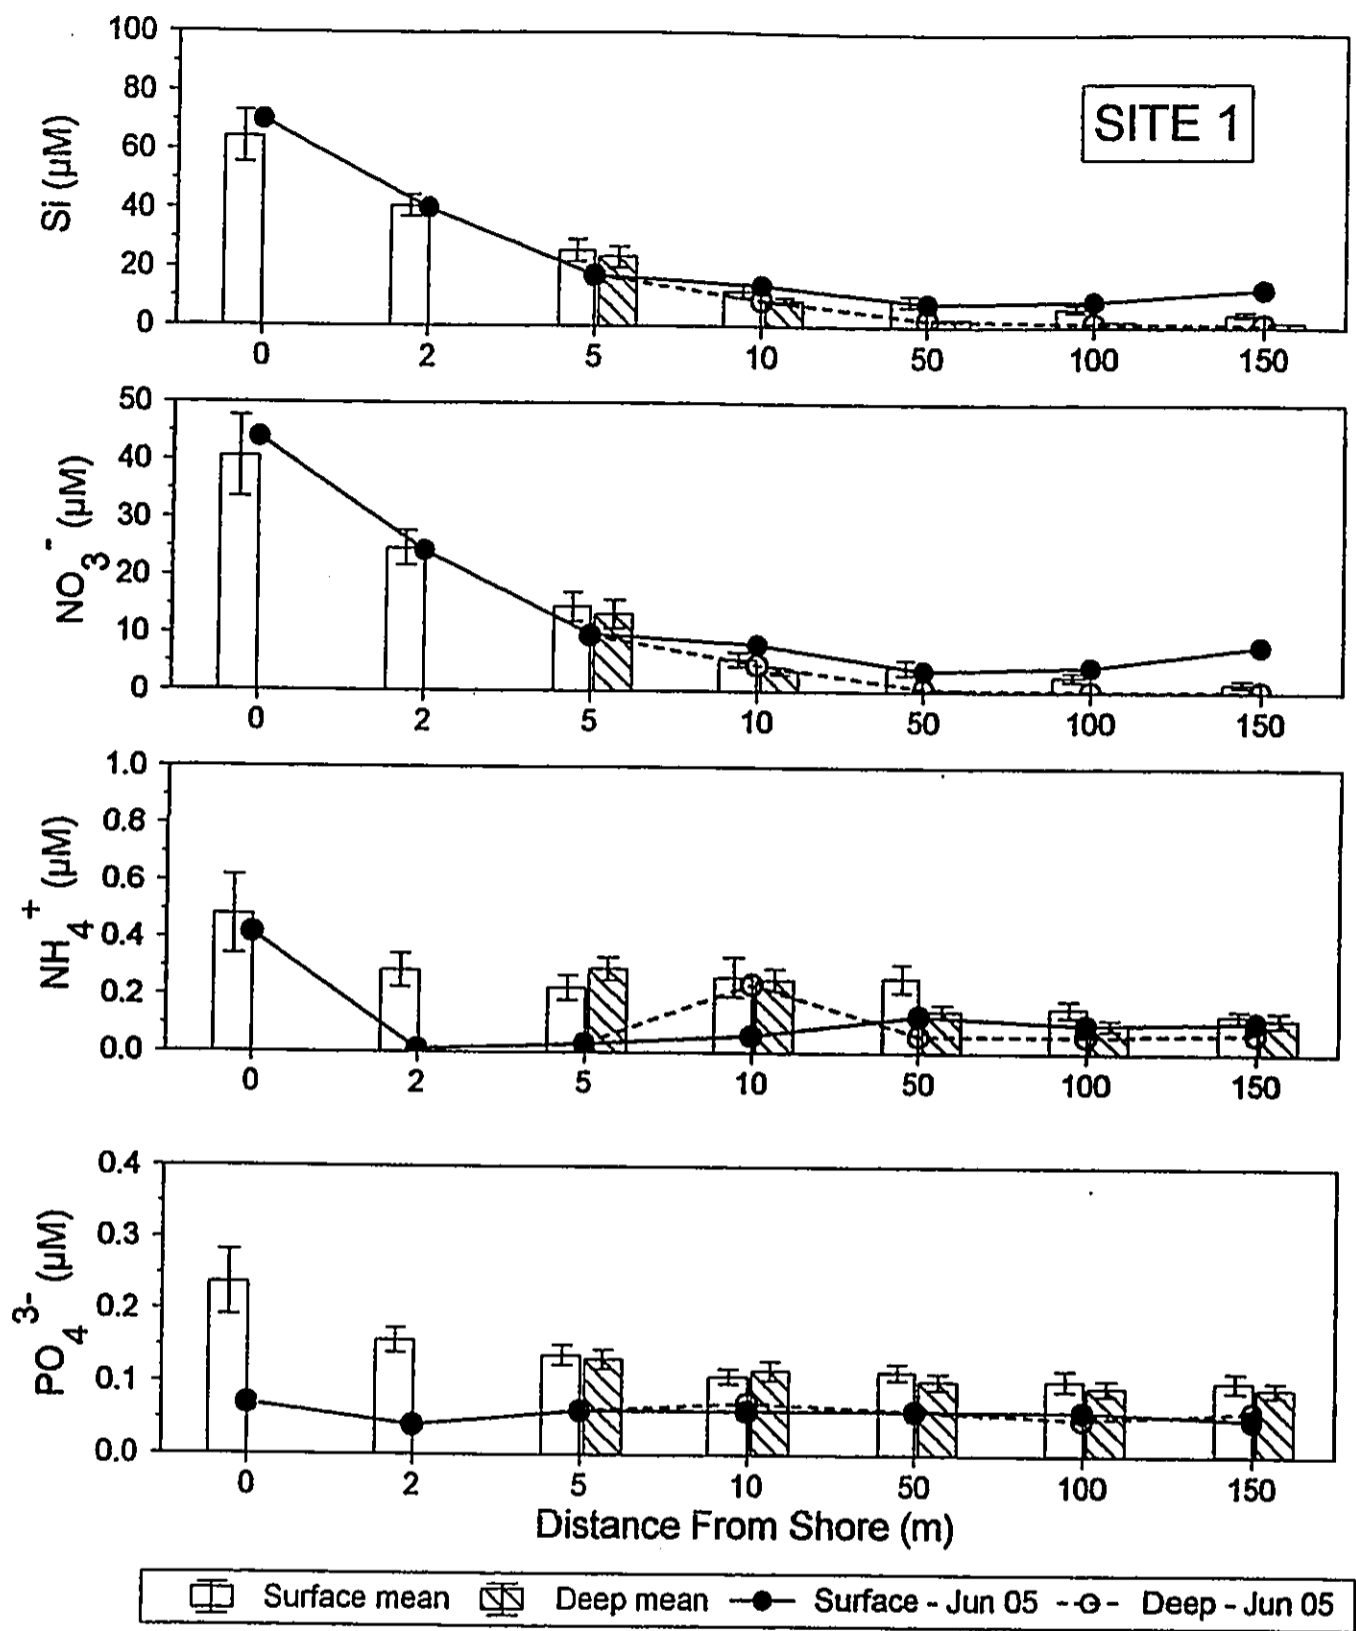 SITE 1
Si (µM)
100
80
60
40
20
0
0 2 5 10 50 100 150
NO3- (µM)
50
40
30
20
10
0
0 2 5 10 50 100 150
NH4+ (µM)
1.0
0.8
0.6
0.4
0.2
0.0
0 2 5 10 50 100 150
PO4 3- (µM)
0.4
0.3
0.2
0.1
0.0
0 2 5 10 50 100 150
Distance From Shore (m)
Surface mean Deep mean Surface - Jun 05 Deep - Jun 05